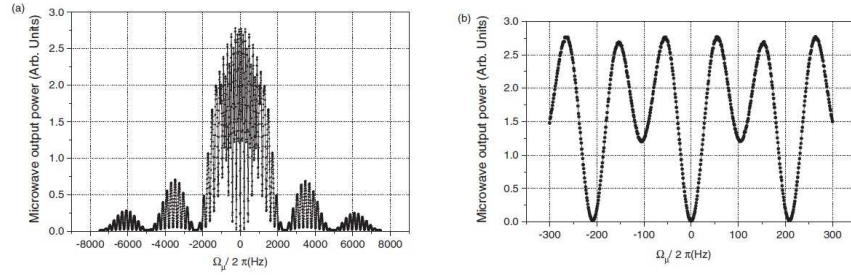 (a)
Microwave output power (Arb. Units)
3.0
2.5
2.0
1.5
1.0
0.5
0.0
-8000 -6000 -4000 -2000 0 2000 4000 6000 8000
Ωμ/ 2 π(Hz)
(b)
Microwave output power (Arb. Units)
3.0
2.5
2.0
1.5
1.0
0.5
0.0
-300 -200 -100 0 100 200 300
Ωμ/ 2 π(Hz)